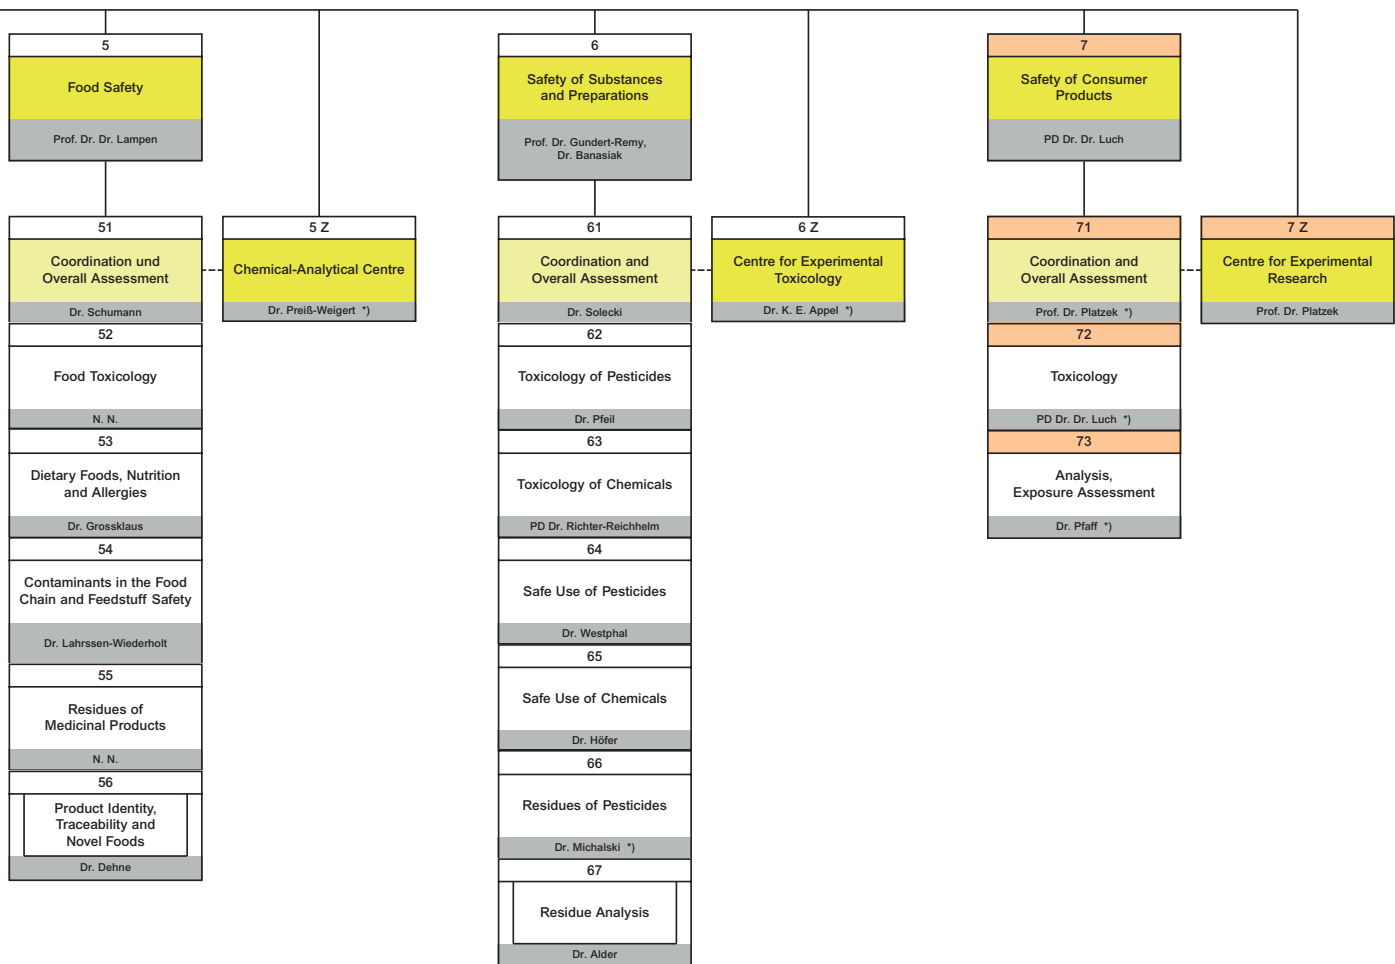 5
Food Safety
Prof. Dr. Dr. Lampen
6
Safety of Substances
and Preparations
Prof. Dr. Gundert-Remy,
Dr. Banasiak
7
Safety of Consumer
Products
PD Dr. Dr. Luch
51
Coordination und
Overall Assessment
Dr. Schumann
5 Z
Chemical-Analytical Centre
Dr. Preiß-Weigert *)
52
Food Toxicology
N. N.
53
Dietary Foods, Nutrition
and Allergies
Dr. Grossklaus
54
Contaminants in the Food
Chain and Feedstuff Safety
Dr. Lahrssen-Wiederholt
55
Residues of
Medicinal Products
N. N.
56
Product Identity,
Traceability and
Novel Foods
Dr. Dehne
61
Coordination and
Overall Assessment
Dr. Solecki
6 Z
Centre for Experimental
Toxicology
Dr. K. E. Appel *)
62
Toxicology of Pesticides
Dr. Pfeil
63
Toxicology of Chemicals
PD Dr. Richter-Reichhelm
64
Safe Use of Pesticides
Dr. Westphal
65
Safe Use of Chemicals
Dr. Höfer
66
Residues of Pesticides
Dr. Michalski *)
67
Residue Analysis
Dr. Alder
71
Coordination and
Overall Assessment
Prof. Dr. Platzek *)
7 Z
Centre for Experimental
Research
Prof. Dr. Platzek
72
Toxicology
PD Dr. Dr. Luch *)
73
Analysis,
Exposure Assessment
Dr. Pfaff *)